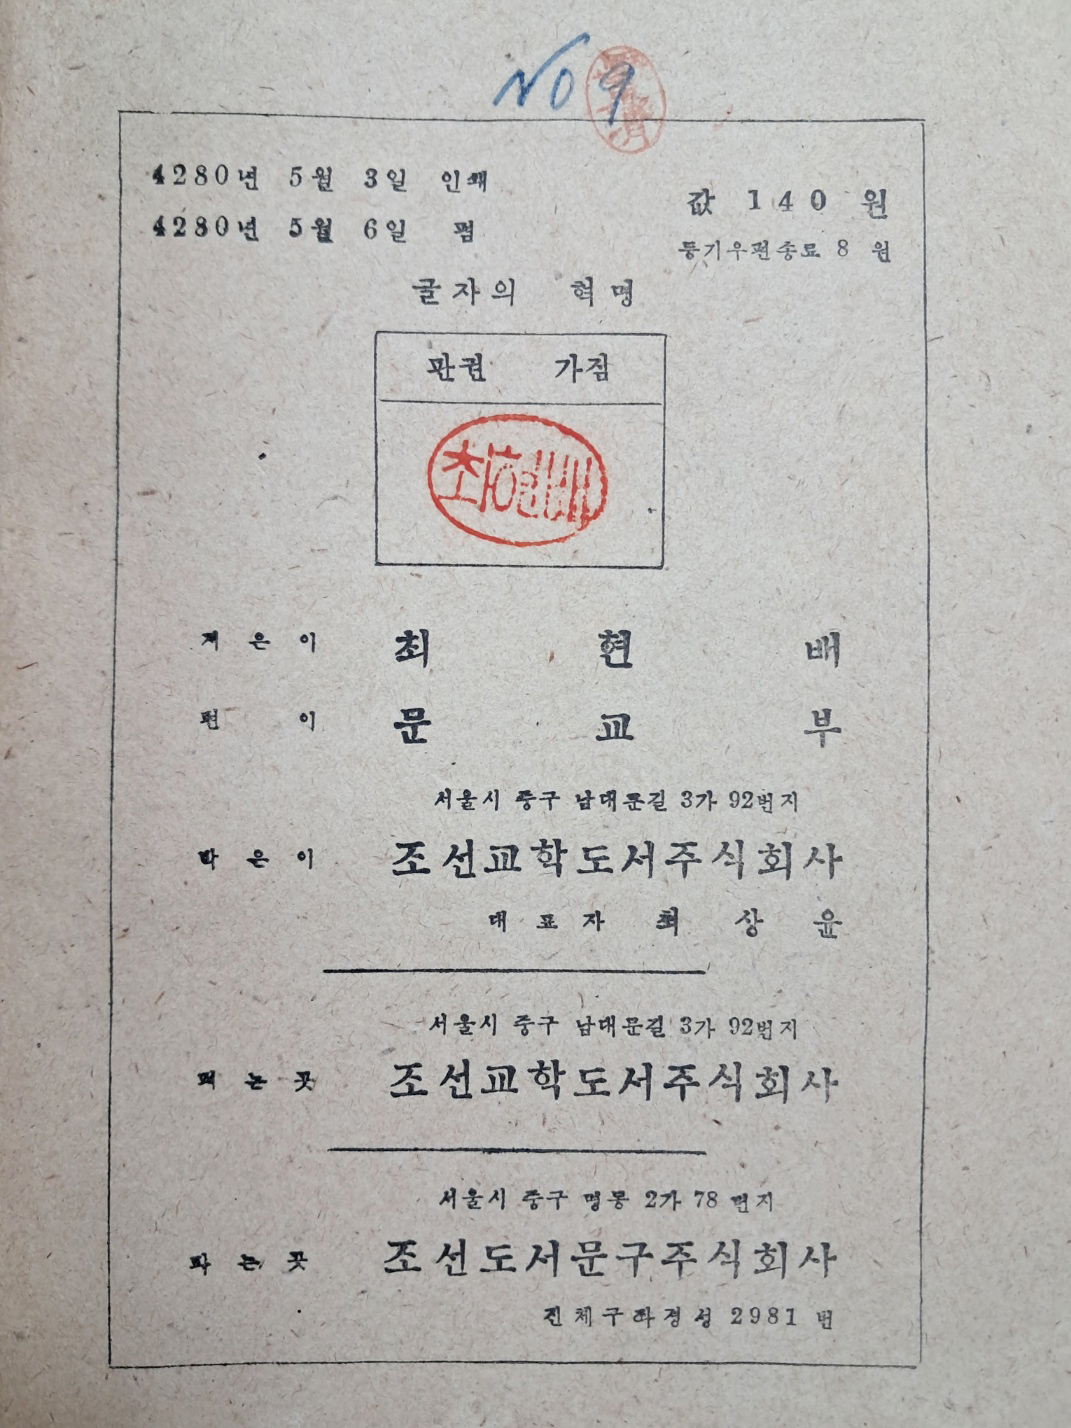 No 9
4280년 5월 3일 인쇄
4280년 5월 6일 펌
값 140 원
등기우편송료 8 원
글자의 혁명
판권 가짐
최현배
저은이 최현배
편이 문교부
서울시 중구 남대문길 3가 92번지
박은이 조선교학도서주식회사
대표자 최상윤
서울시 중구 남대문길 3가 92번지
펴는곳 조선교학도서주식회사
서울시 중구 명동 2가 78 번지
파는곳 조선도서문구주식회사
진체구좌경성 2981 번